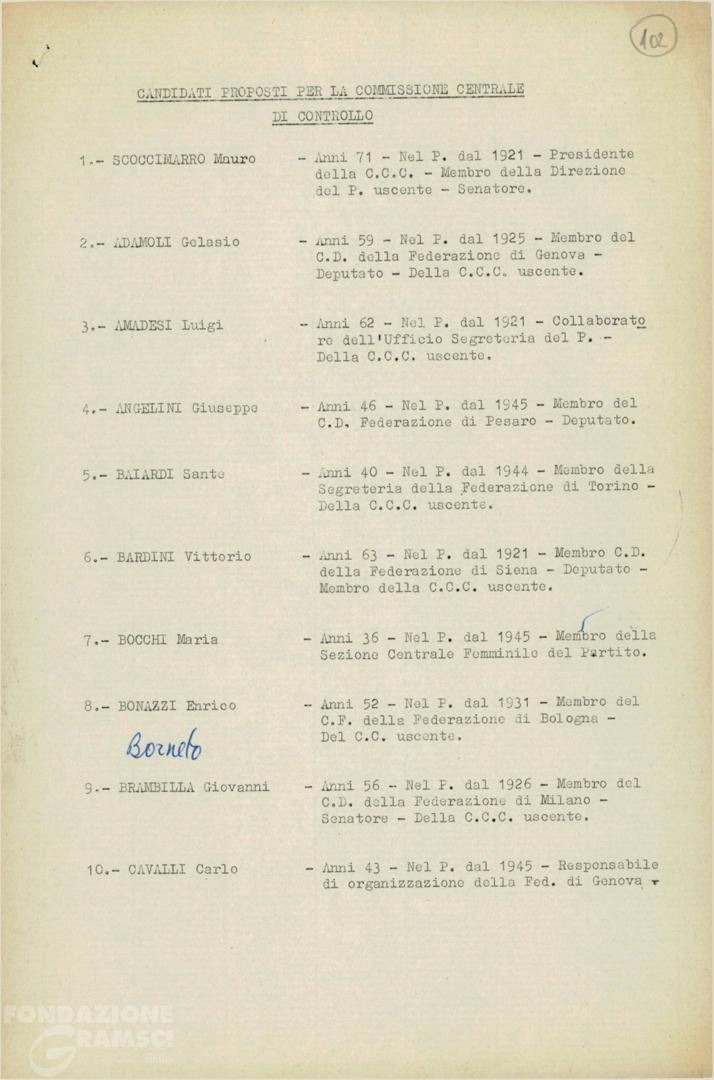 102
CANDIDATI PROPOSTI PER LA COMMISSIONE CENTRALE
DI CONTROLLO
1.- SCOCCIMARRO Mauro - Anni 71 - Nel P. dal 1921 - Presidente
della C.C.C. - Membro della Direzione
del P. uscente - Senatore.
2.- ADAMOLI Gelasio - Anni 59 - Nel P. dal 1925 - Membro del
C.D. della Federazione di Genova -
Deputato - Della C.C.C. uscente.
3.- AMADESI Luigi - Anni 62 - Nel P. dal 1921 - Collaborato
re dell'Ufficio Segreteria del P. -
Della C.C.C. uscente.
4.- ANGELINI Giuseppe - Anni 46 - Nel P. dal 1945 - Membro del
C.D. Federazione di Pesaro - Deputato.
5.- BAIARDI Sante - Anni 40 - Nel P. dal 1944 - Membro della
Segreteria della Federazione di Torino -
Della C.C.C. uscente.
6.- BARDINI Vittorio - Anni 63 - Nel P. dal 1921 - Membro C.D.
della Federazione di Siena - Deputato -
Membro della C.C.C. uscente.
7.- BOCCHI Maria - Anni 36 - Nel P. dal 1945 - Membro della
Sezione Centrale Femminile del Partito.
8.- BONAZZI Enrico - Anni 52 - Nel P. dal 1931 - Membro del
C.F. della Federazione di Bologna -
Del C.C. uscente.
Borneto
9.- BRAMBILLA Giovanni - Anni 56 - Nel P. dal 1926 - Membro del
C.D. della Federazione di Milano -
Senatore - Della C.C.C. uscente.
10.- CAVALLI Carlo - Anni 43 - Nel P. dal 1945 - Responsabile
di organizzazione della Fed. di Genova -
FONDAZIONE
GRAMSCI